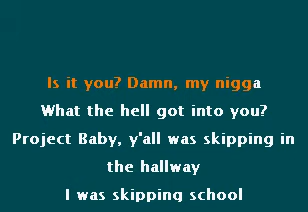 Is it you? Damn, my nigga
What the hell got into you?
Project Baby, y'all was skipping in
the hallway
I was skipping school